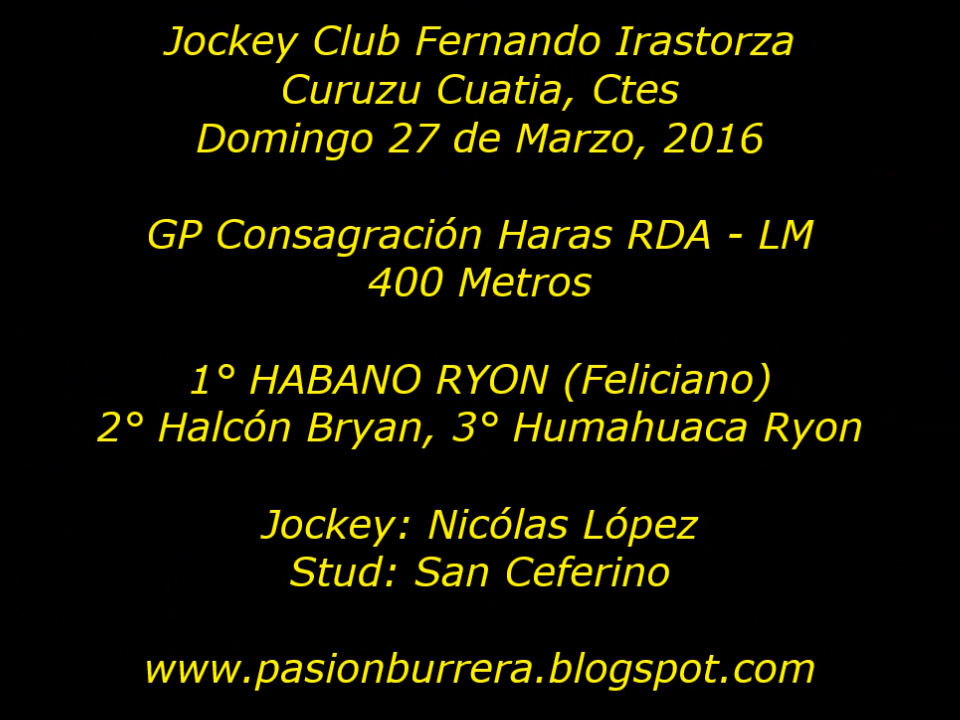 Jockey Club Fernando Irastorza
Curuzu Cuatia, Ctes
Domingo 27 de Marzo, 2016
GP Consagración Haras RDA - LM
400 Metros
1° HABANO RYON (Feliciano)
2° Halcón Bryan, 3° Humahuaca Ryon
Jockey: Nicólas López
Stud: San Ceferino
www.pasionburrera.blogspot.com